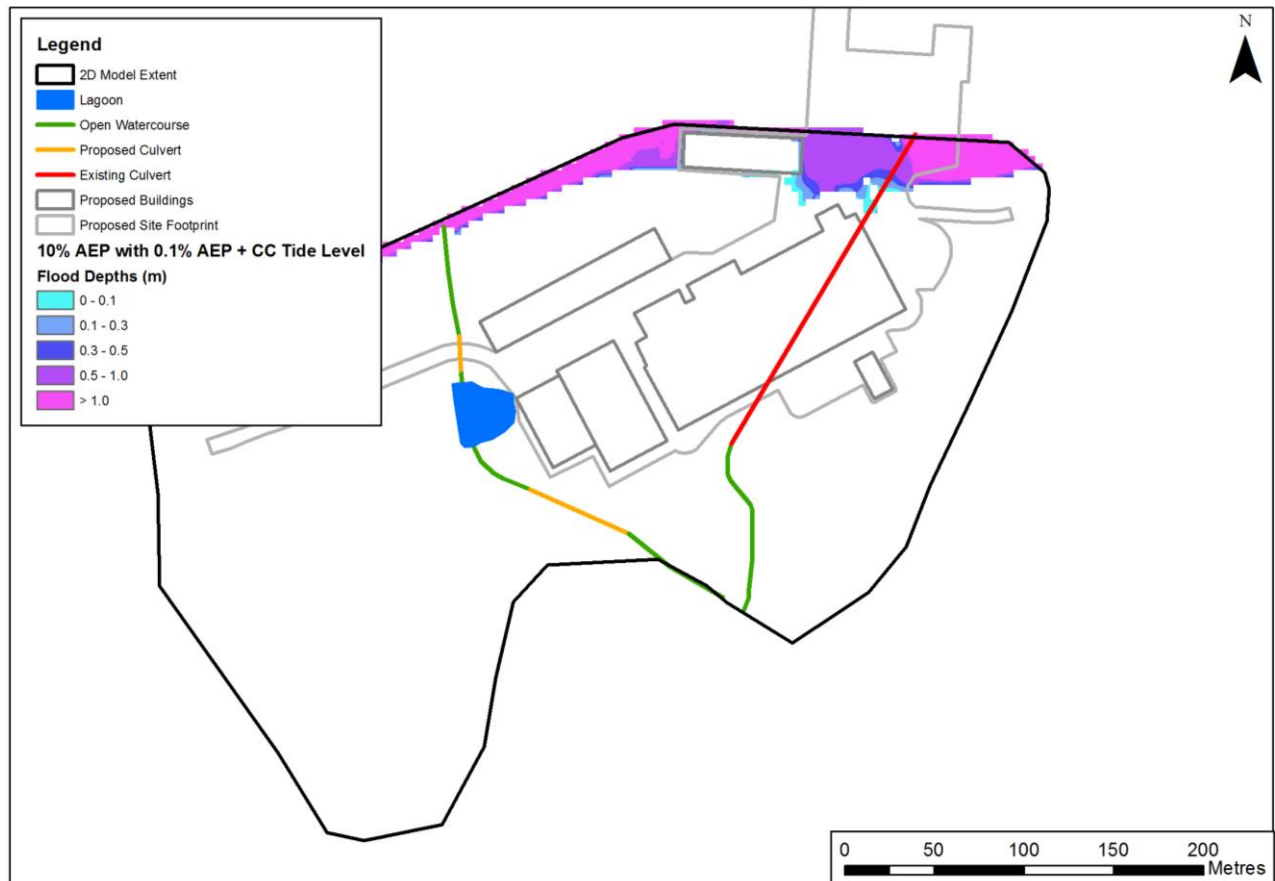 Legend
2D Model Extent
Lagoon
Open Watercourse
Proposed Culvert
Existing Culvert
Proposed Buildings
Proposed Site Footprint
10% AEP with 0.1% AEP + CC Tide Level
Flood Depths (m)
0 - 0.1
0.1 - 0.3
0.3 - 0.5
0.5 - 1.0
> 1.0
N
0 50 100 150 200
Metres